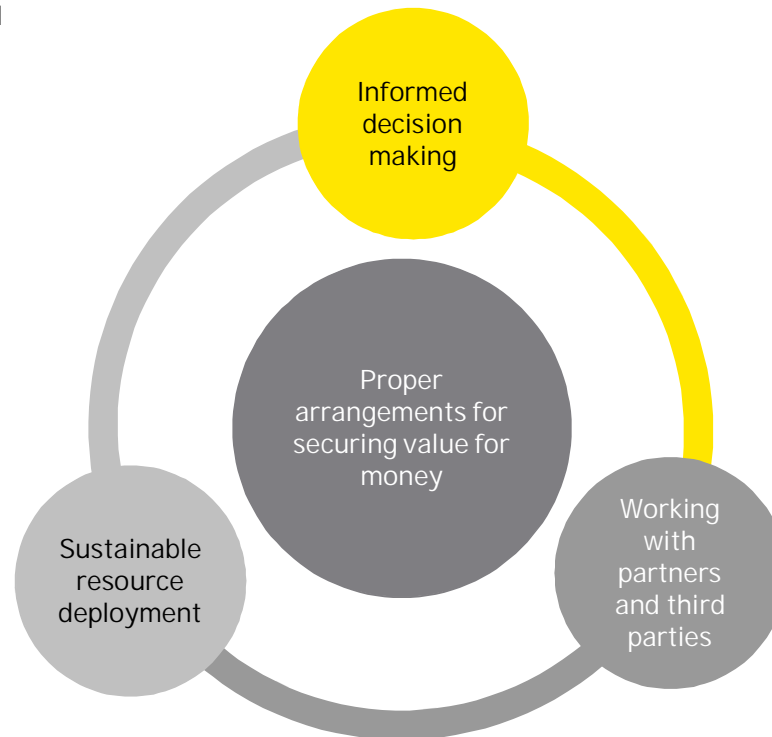 Informed
decision
making
Proper
arrangements for
securing value for
money
Sustainable
resource
deployment
Working
with
partners
and third
parties